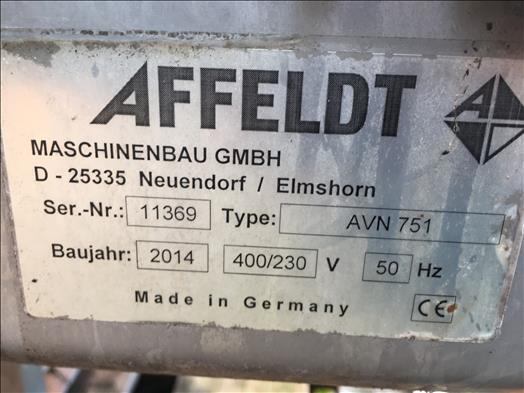 AFFELDT
MASCHINENBAU GMBH
D - 25335 Neuendorf / Elmshorn
Ser.-Nr.: 11369 Type: AVN 751
Baujahr: 2014 400/230 V 50 Hz
Made in Germany CE